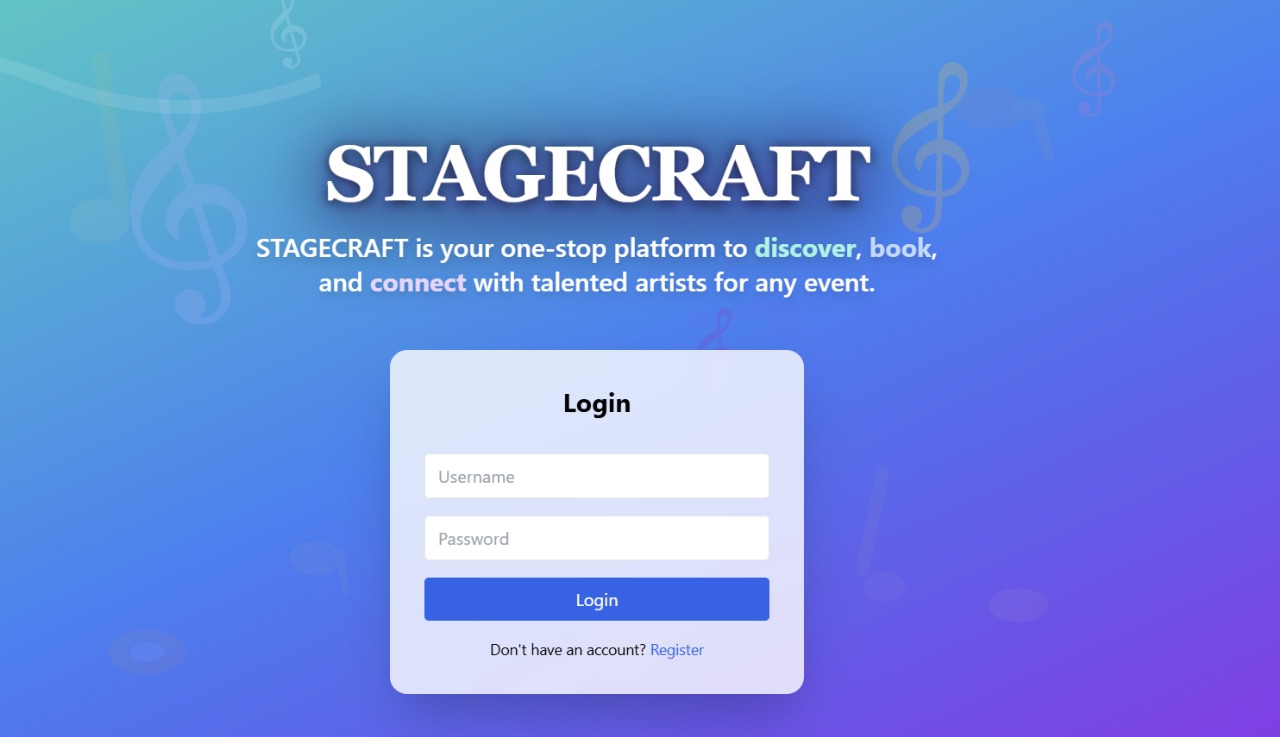 STAGECRAFT
STAGECRAFT is your one-stop platform to discover, book,
and connect with talented artists for any event.
Login
Username
Password
Login
Don't have an account? Register